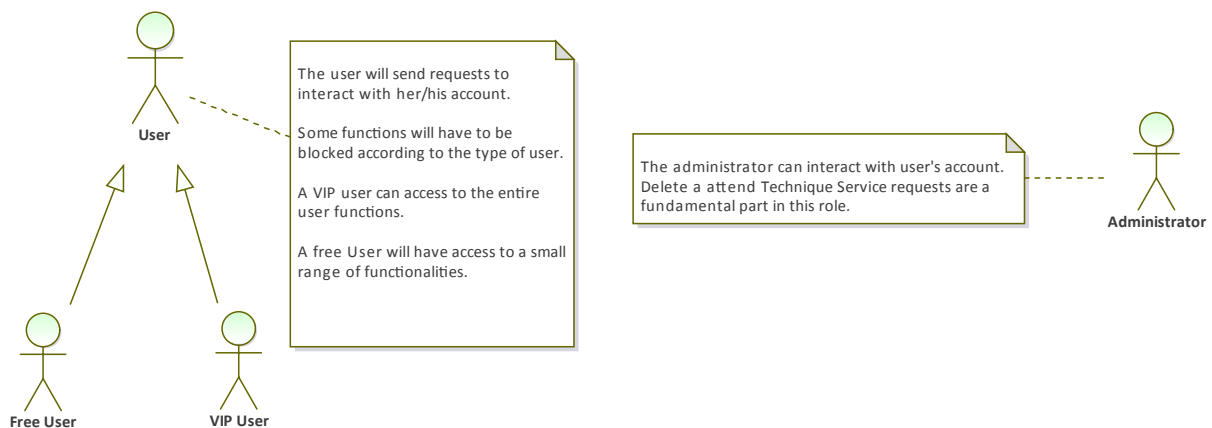 User
The user will send requests to
interact with her/his account.
Some functions will have to be
blocked according to the type of user.
A VIP user can access to the entire
user functions.
A free User will have access to a small
range of functionalities.
The administrator can interact with user's account.
Delete a attend Technique Service requests are a
fundamental part in this role.
Administrator
Free User
VIP User